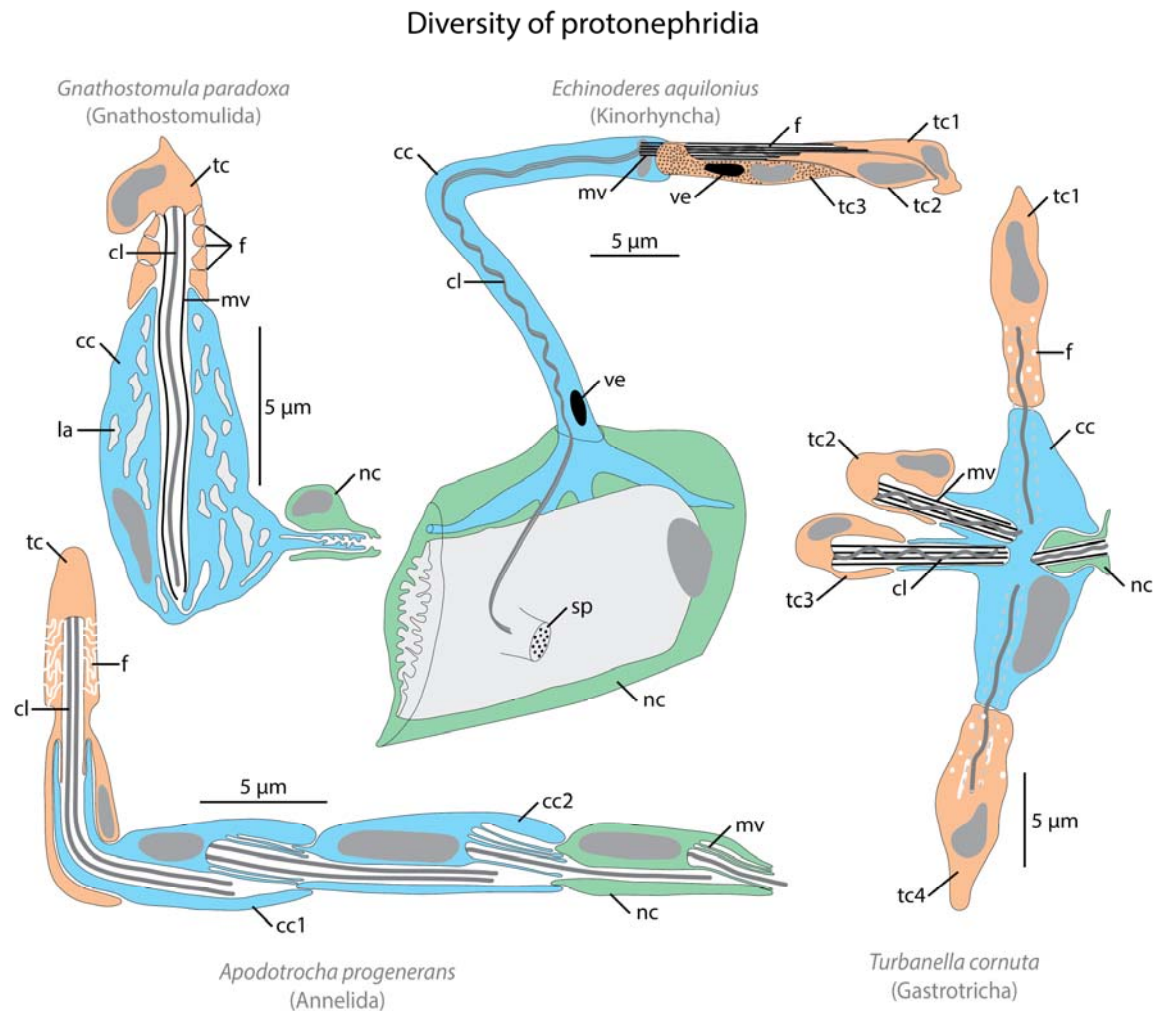 Diversity of protonephridia
Gnathostomula paradoxa
(Gnathostomulida)
tc
cl
f
mv
cc
la
5 µm
nc
Echinoderes aquilonius
(Kinorhyncha)
f
tc1
cc
mv
ve
tc3
tc2
5 µm
cl
ve
sp
nc
tc1
f
cc
tc2
mv
tc3
cl
nc
5 µm
tc4
Turbanella cornuta
(Gastrotricha)
tc
f
cl
5 µm
cc2
mv
cc1
nc
Apodotrocha progenerans
(Annelida)